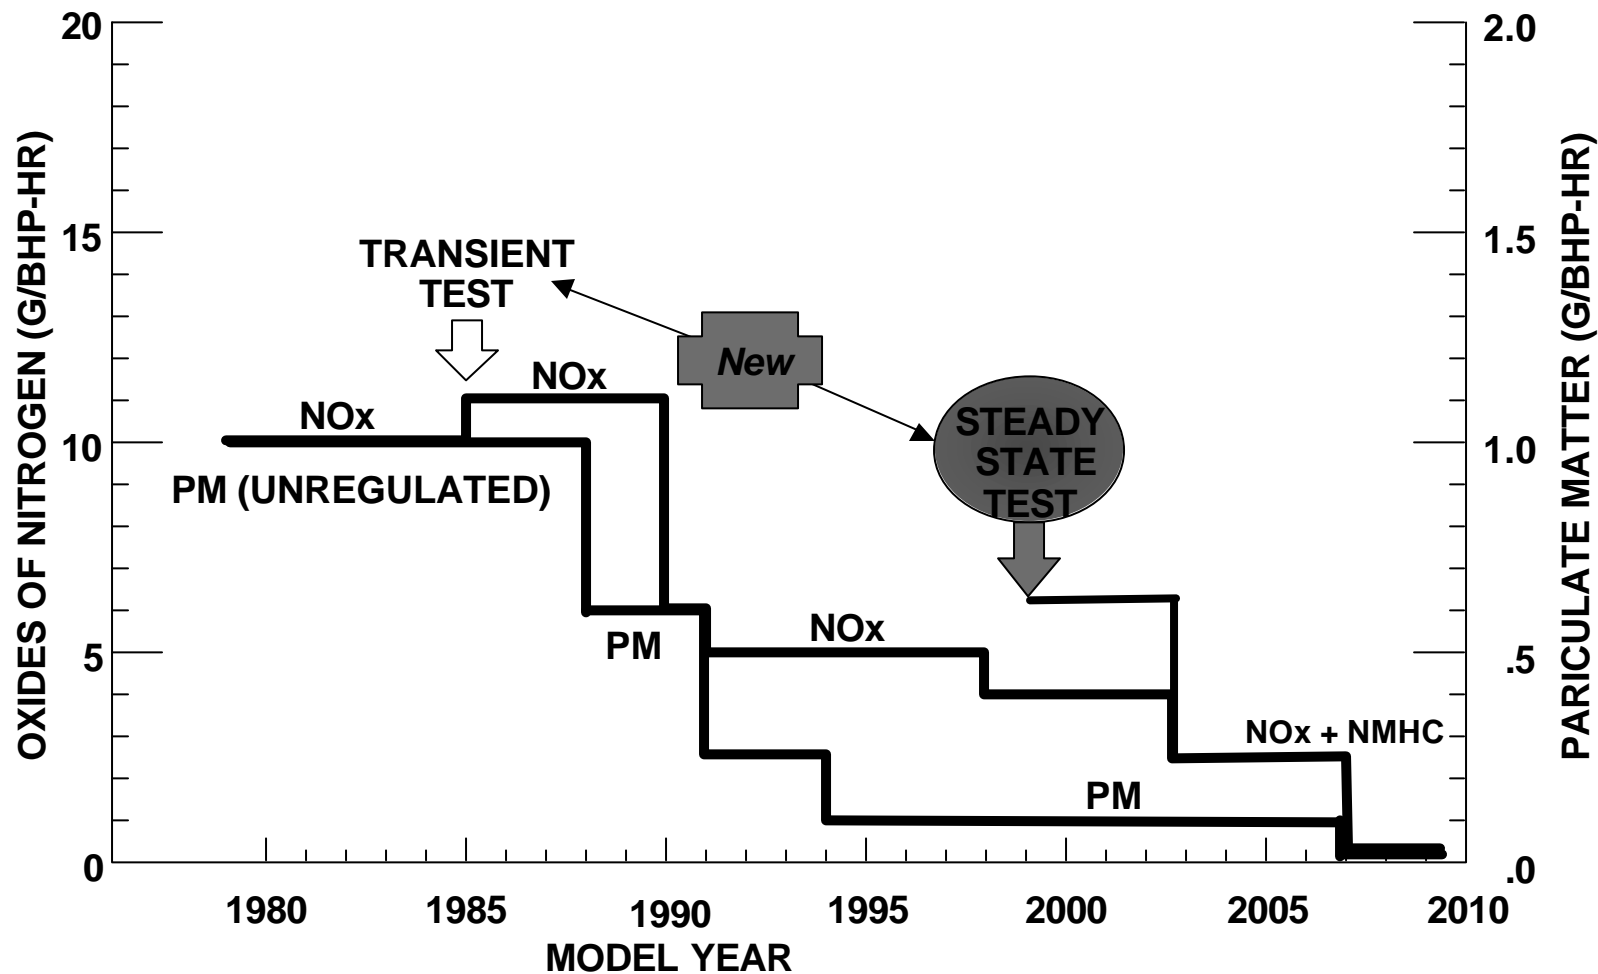 20
15
10
5
0
OXIDES OF NITROGEN (G/BHP-HR)
TRANSIENT
TEST
NOx
NOx
PM (UNREGULATED)
New
STEADY
STATE
TEST
PM
NOx
NOx + NMHC
PM
2.0
1.5
1.0
.5
.0
PARICULATE MATTER (G/BHP-HR)
1980 1985 1990 1995 2000 2005 2010
MODEL YEAR